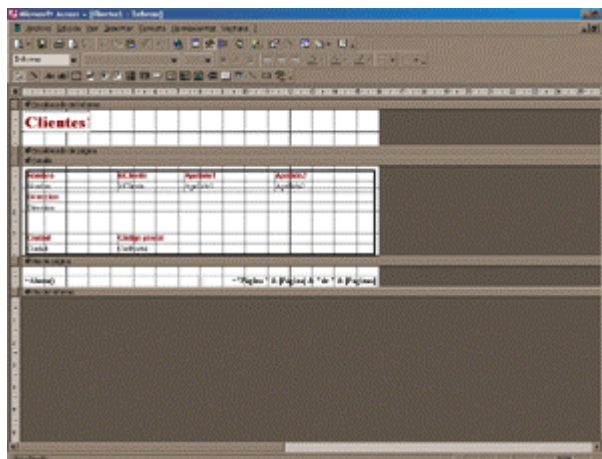 Microsoft Access - [Clientes1 : Informe]
Archivo Edición Ver Insertar Formato Herramientas Ventana ?
Informe
Encabezado del informe
Clientes1
Encabezado de página
Detalle
Nombre IdCliente Apellido1 Apellido2
Nombre IdCliente Apellido1 Apellido2
Dirección
Dirección
Ciudad Código postal
Ciudad
Pie de página
=Ahora() ="Página " & [Página] & " de " & [Páginas]
Pie del informe